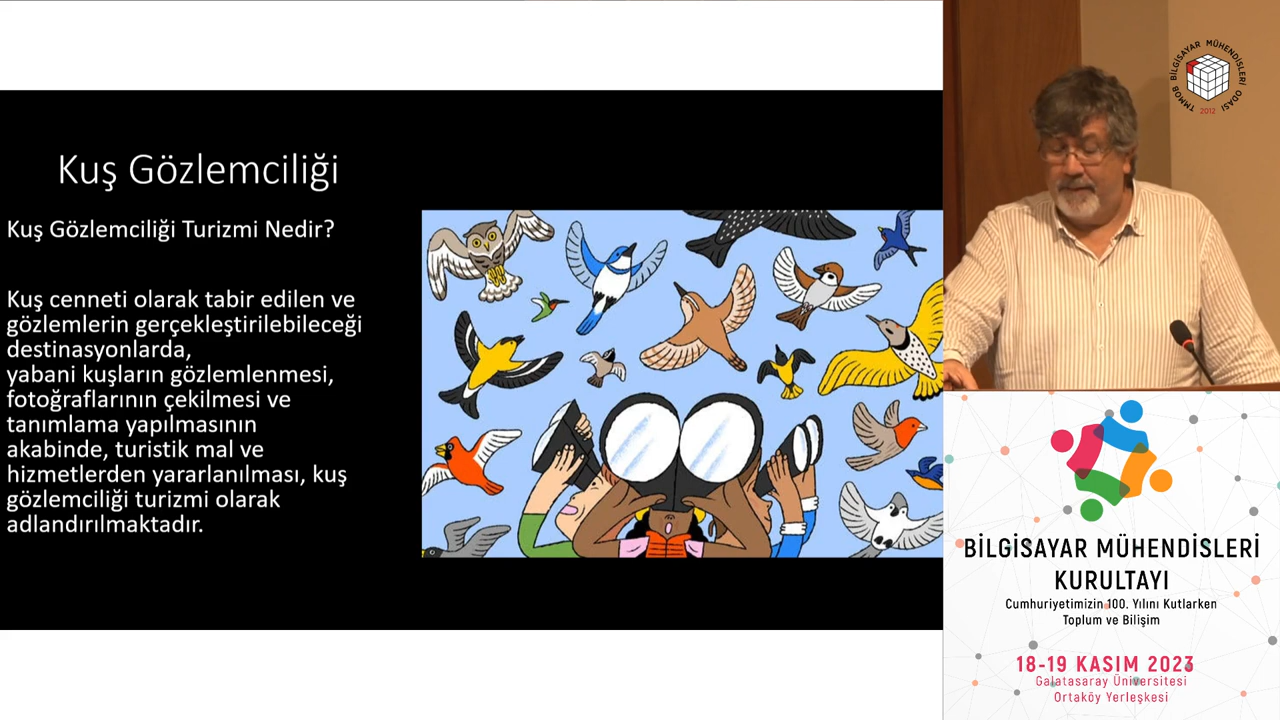 Kuş Gözlemciliği
Kuş Gözlemciliği Turizmi Nedir?
Kuş cenneti olarak tabir edilen ve
gözlemlerin gerçekleştirilebileceği
destinasyonlarda,
yabani kuşların gözlemlenmesi,
fotoğraflarının çekilmesi ve
tanımlama yapılmasının
akabinde, turistik mal ve
hizmetlerden yararlanılması, kuş
gözlemciliği turizmi olarak
adlandırılmaktadır.
TMMOB BİLGİSAYAR MÜHENDİSLERİ ODASI
2012
BİLGİSAYAR MÜHENDİSLERİ
KURULTAYI
Cumhuriyetimizin 100. Yılını Kutlarken
Toplum ve Bilişim
18-19 KASIM 2023
Galatasaray Üniversitesi
Ortaköy Yerleşkesi